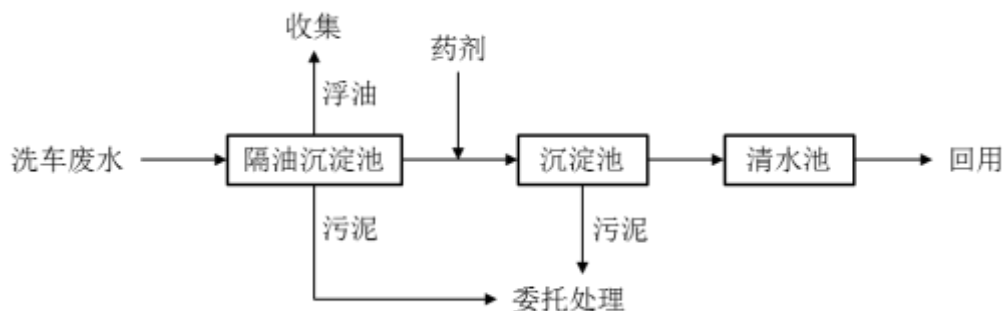 收集
药剂
浮油
洗车废水
隔油沉淀池
沉淀池
清水池
回用
污泥
污泥
委托处理